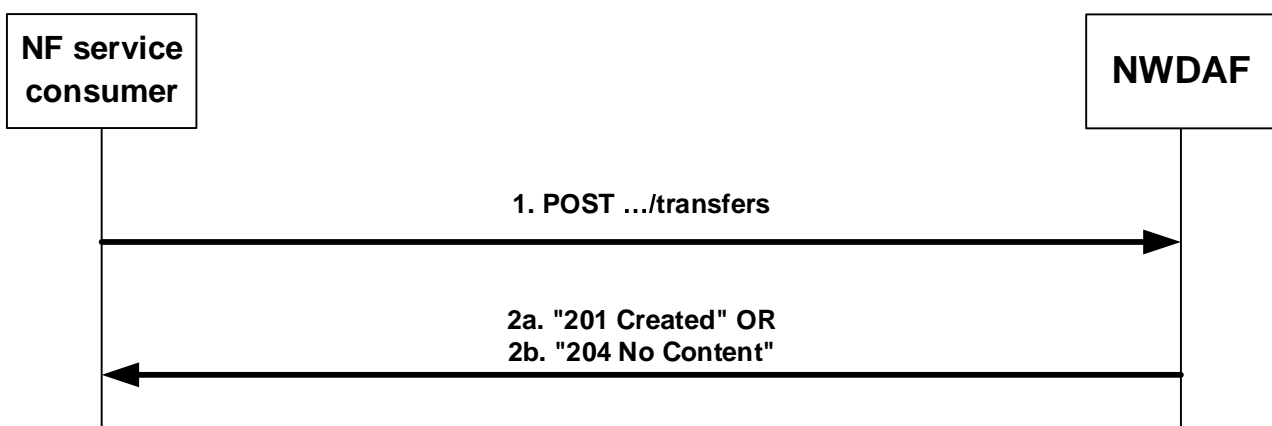 NF service
consumer
NWDAF
1. POST …/transfers
2a. "201 Created" OR
2b. "204 No Content"